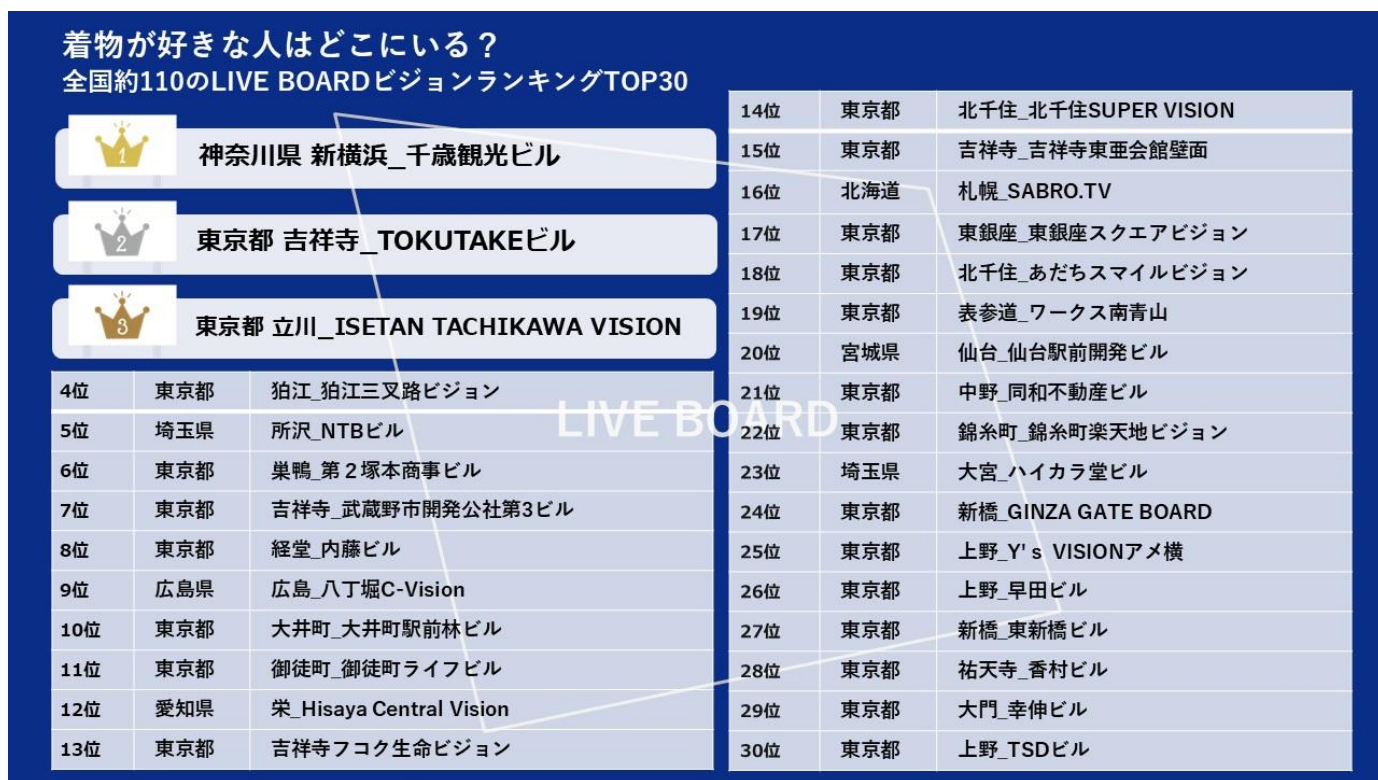 着物が好きな人はどこにいる？
全国約110のLIVE BOARDビジョンランキングTOP30
1 神奈川県 新横浜_千歳観光ビル
2 東京都 吉祥寺_TOKUTAKEビル
3 東京都 立川_ISETAN TACHIKAWA VISION
4位 東京都 狛江_狛江三叉路ビジョン
5位 埼玉県 所沢_NTBビル
6位 東京都 巣鴨_第２塚本商事ビル
7位 東京都 吉祥寺_武蔵野市開発公社第3ビル
8位 東京都 経堂_内藤ビル
9位 広島県 広島_八丁堀C-Vision
10位 東京都 大井町_大井町駅前林ビル
11位 東京都 御徒町_御徒町ライフビル
12位 愛知県 栄_Hisaya Central Vision
13位 東京都 吉祥寺フコク生命ビジョン
14位 東京都 北千住_北千住SUPER VISION
15位 東京都 吉祥寺_吉祥寺東亜会館壁面
16位 北海道 札幌_SABRO.TV
17位 東京都 東銀座_東銀座スクエアビジョン
18位 東京都 北千住_あだちスマイルビジョン
19位 東京都 表参道_ワークス南青山
20位 宮城県 仙台_仙台駅前開発ビル
21位 東京都 中野_同和不動産ビル
22位 東京都 錦糸町_錦糸町楽天地ビジョン
23位 埼玉県 大宮_ハイカラ堂ビル
24位 東京都 新橋_GINZA GATE BOARD
25位 東京都 上野_Y' s VISIONアメ横
26位 東京都 上野_早田ビル
27位 東京都 新橋_東新橋ビル
28位 東京都 祐天寺_香村ビル
29位 東京都 大門_幸伸ビル
30位 東京都 上野_TSDビル
LIVE BOARD